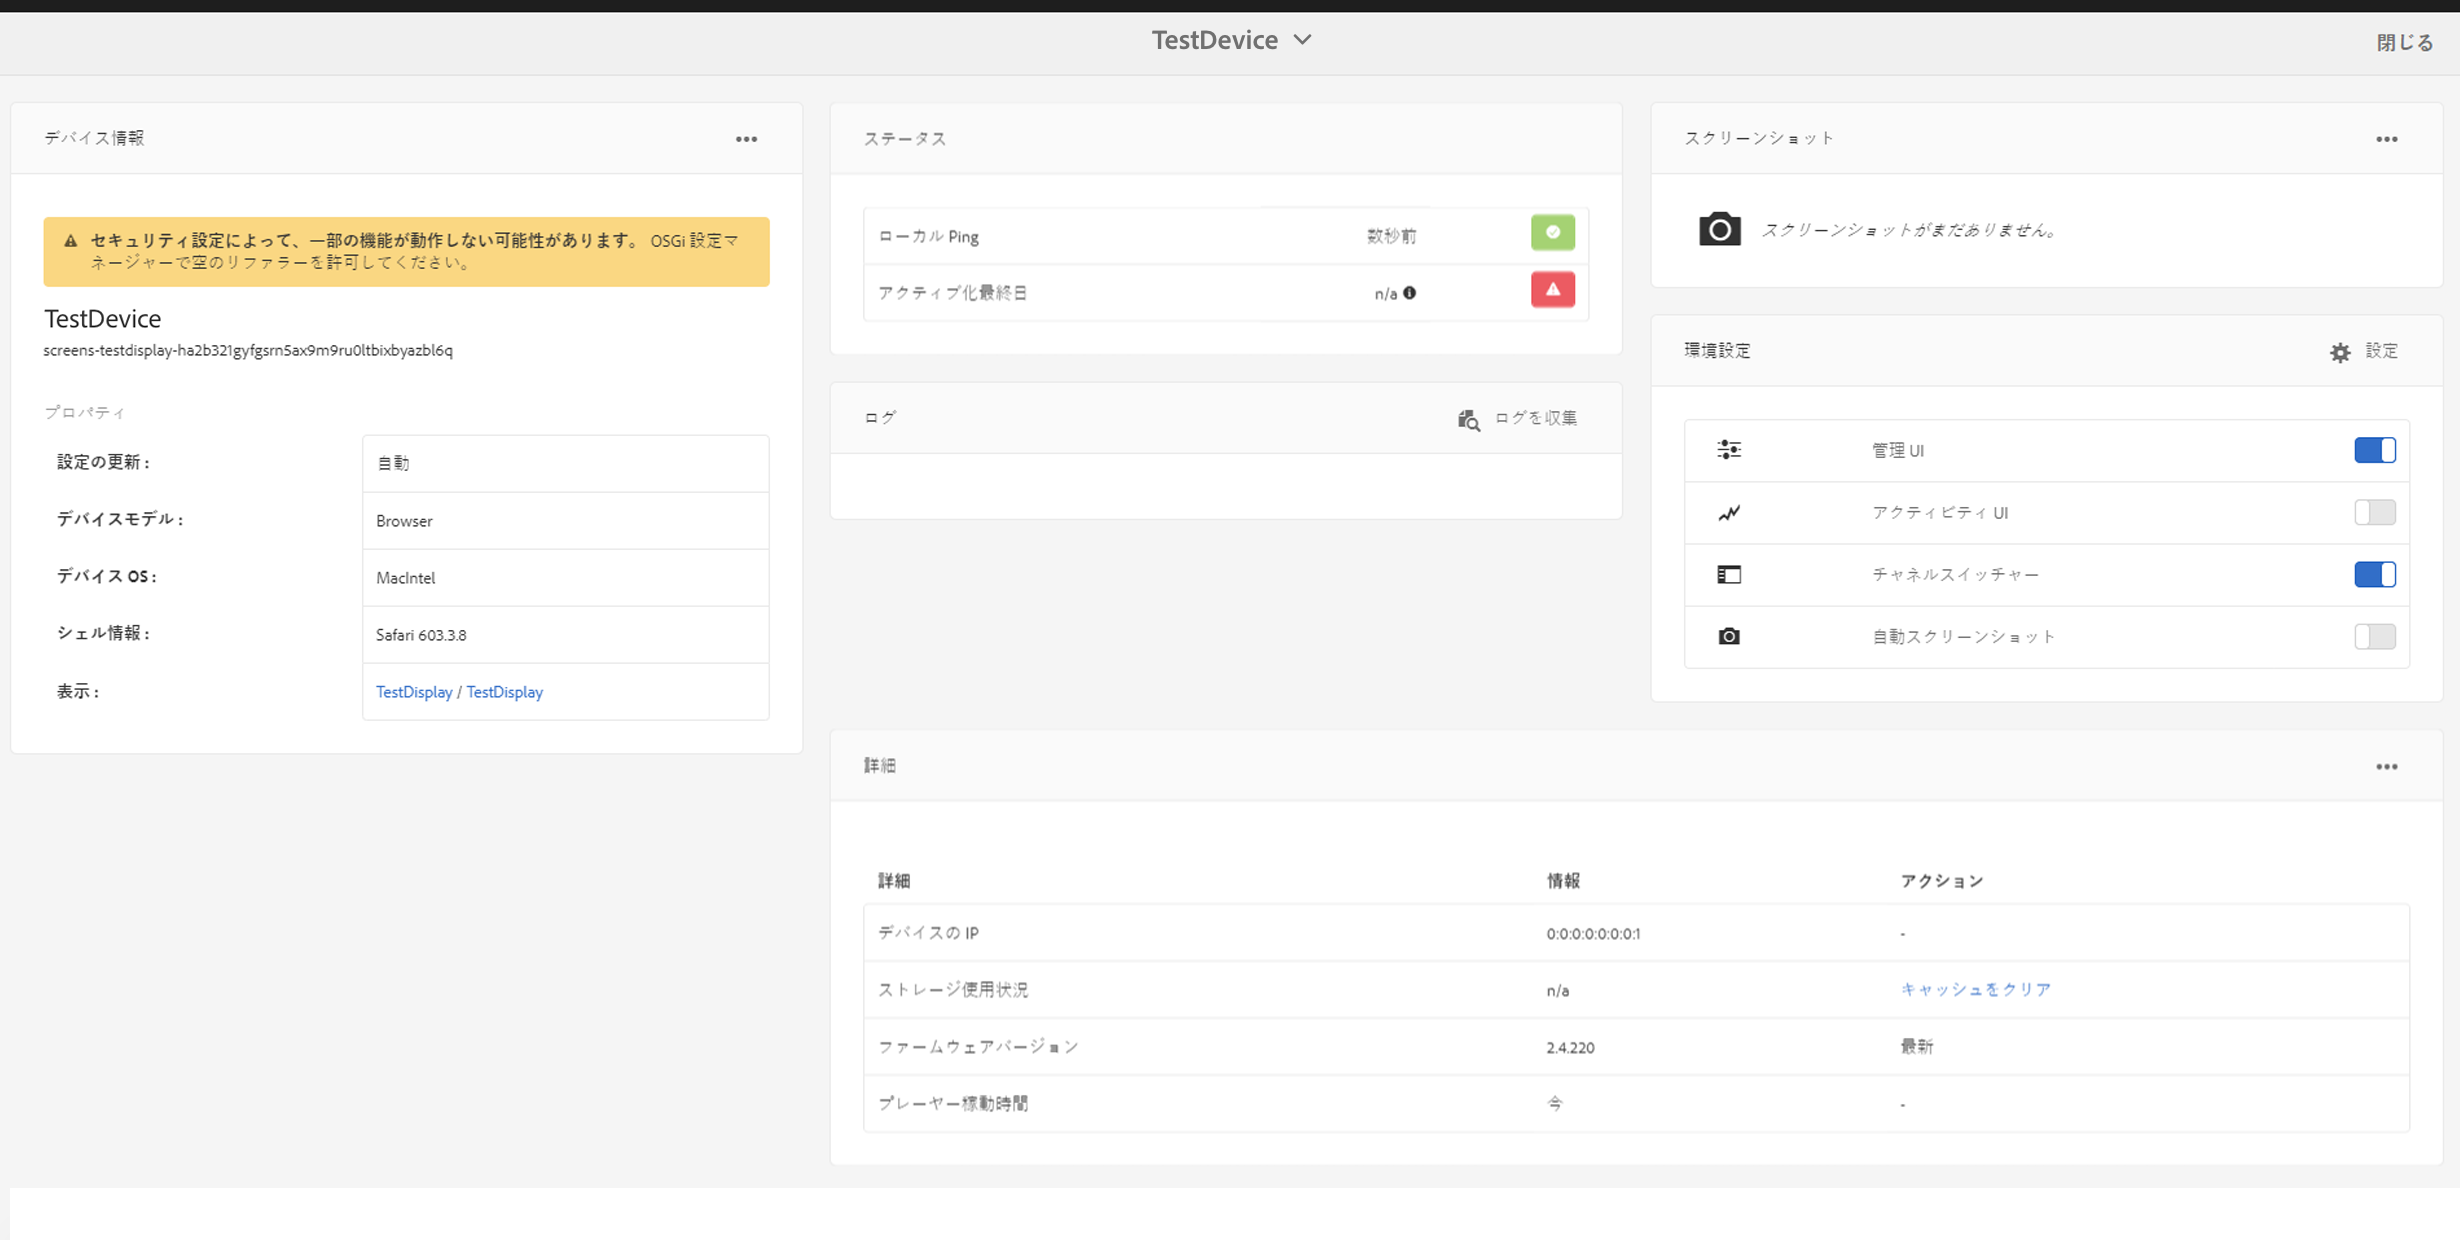 TestDevice
閉じる
デバイス情報
セキュリティ設定によって、一部の機能が動作しない可能性があります。 OSGi 設定マ
ネージャーで空のリファラーを許可してください。
TestDevice
screens-testdisplay-ha2b321gyfgsrn5ax9m9ru0ltbixbyazbl6q
プロパティ
設定の更新 : 自動
デバイスモデル : Browser
デバイス OS : MacIntel
シェル情報 : Safari 603.3.8
表示 : TestDisplay / TestDisplay
ステータス
ローカル Ping 数秒前
アクティブ化最終日 n/a
ログ ログを収集
スクリーンショット
スクリーンショットがまだありません。
環境設定 設定
管理 UI
アクティビティ UI
チャネルスイッチャー
自動スクリーンショット
詳細
詳細 情報 アクション
デバイスの IP 0:0:0:0:0:0:0:1 -
ストレージ使用状況 n/a キャッシュをクリア
ファームウェアバージョン 2.4.220 最新
プレーヤー稼動時間 今 -